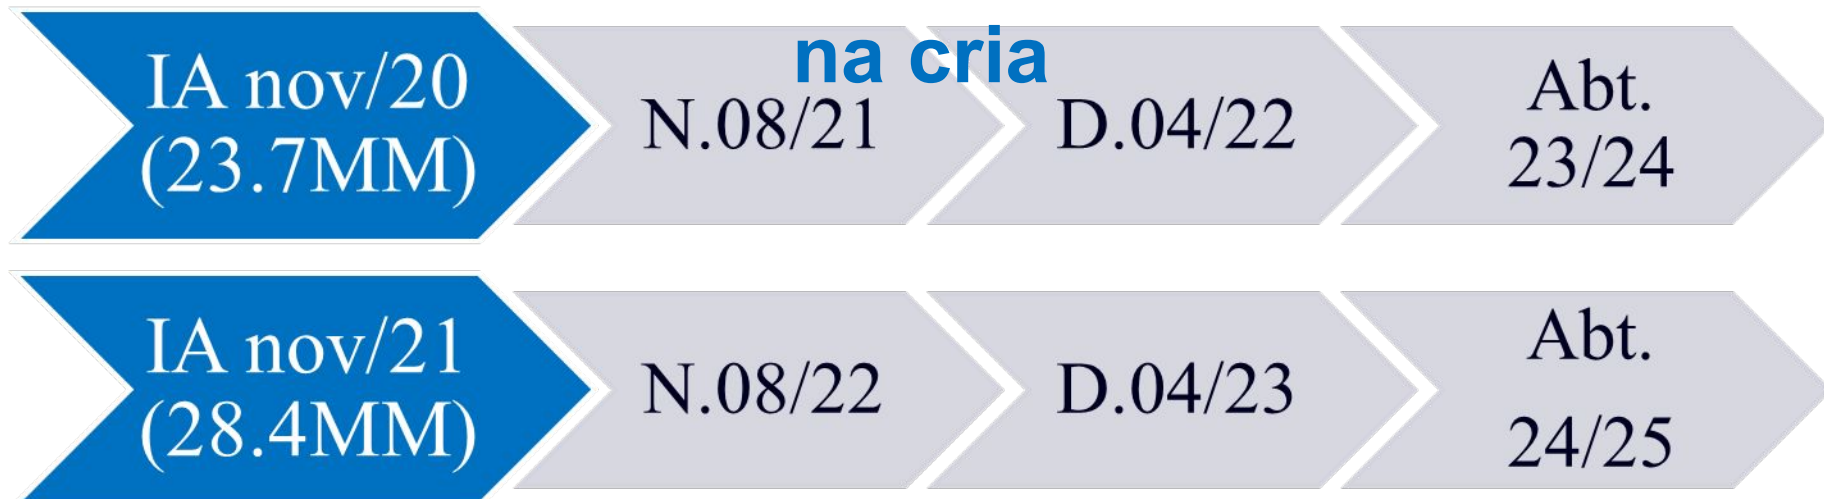 na cria
IA nov/20
(23.7MM)
N.08/21
D.04/22
Abt.
23/24
IA nov/21
(28.4MM)
N.08/22
D.04/23
Abt.
24/25